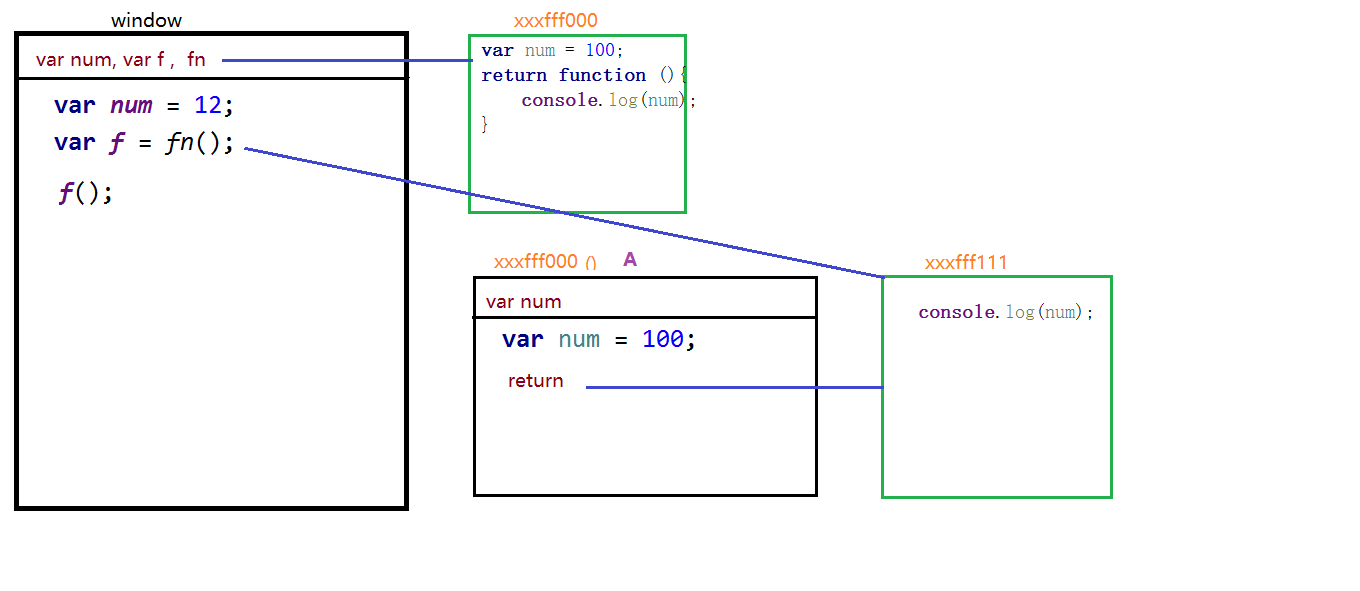 window
var num, var f ,  fn
var num = 12;
var f = fn();
f();
xxxfff000
var num = 100;
return function (){
console.log(num);
}
xxxfff000 () A
var num
var num = 100;
return
xxxfff111
console.log(num);